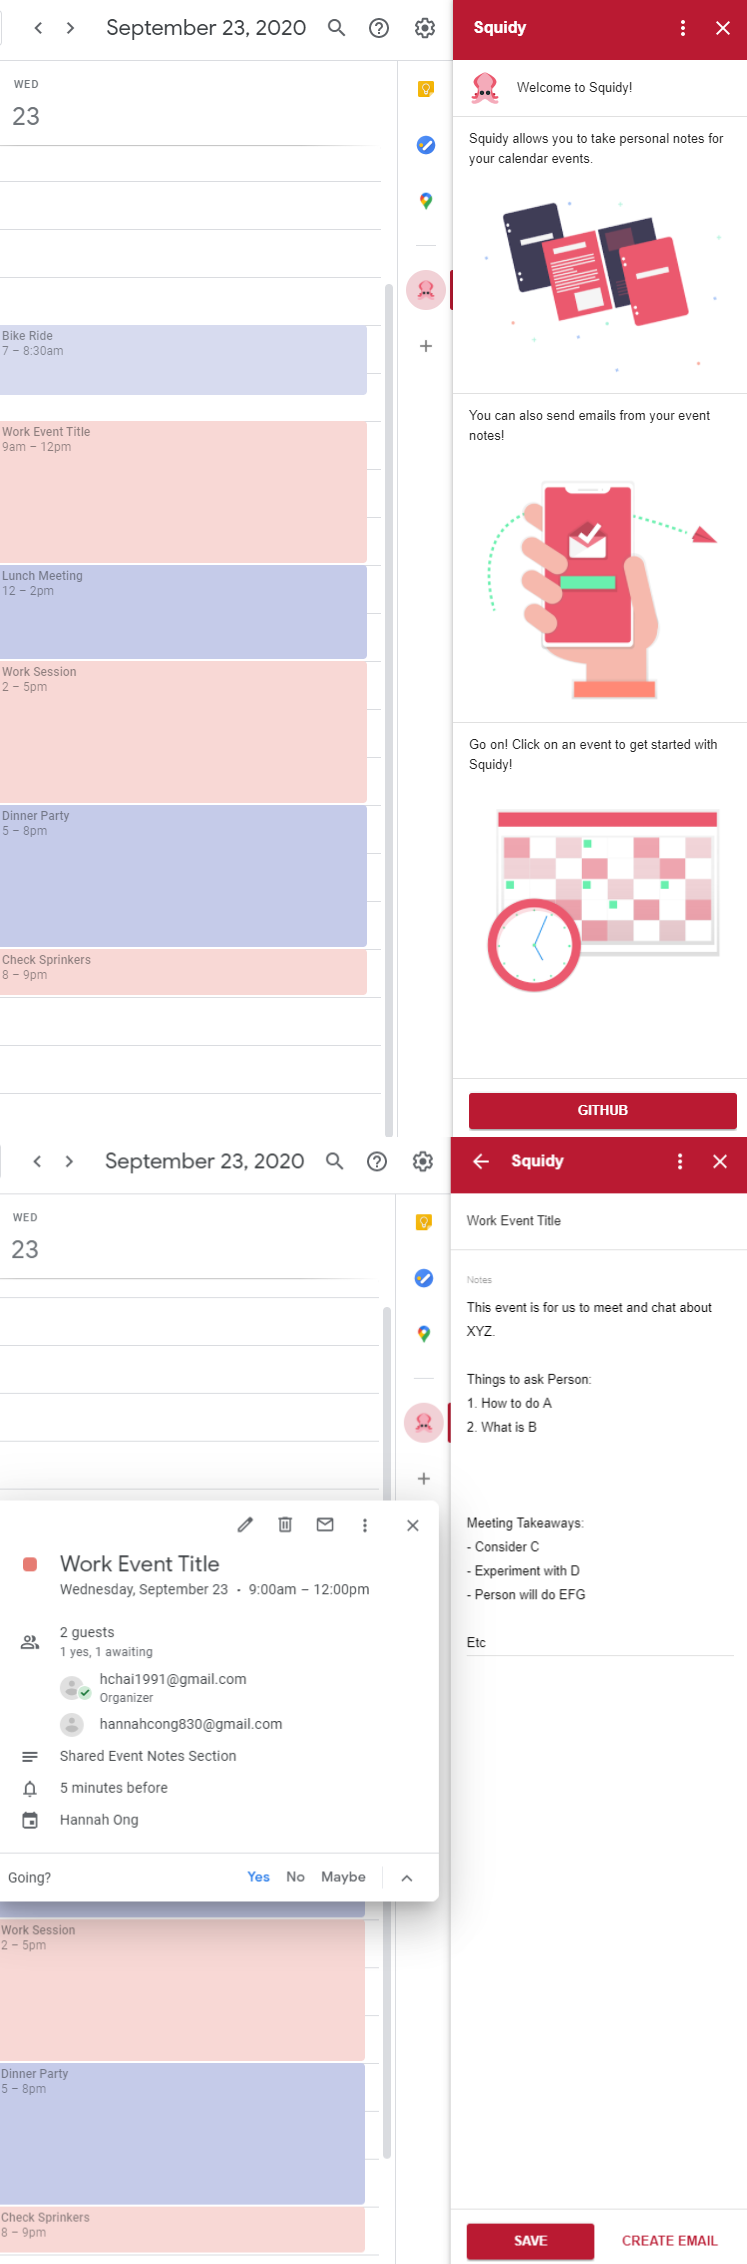 September 23, 2020
WED
23
Bike Ride
7 – 8:30am
Work Event Title
9am – 12pm
Lunch Meeting
12 – 2pm
Work Session
2 – 5pm
Dinner Party
5 – 8pm
Check Sprinkers
8 – 9pm
Squidy
Welcome to Squidy!
Squidy allows you to take personal notes for
your calendar events.
You can also send emails from your event
notes!
Go on! Click on an event to get started with
Squidy!
GITHUB
September 23, 2020
WED
23
Work Event Title
Wednesday, September 23 • 9:00am – 12:00pm
2 guests
1 yes, 1 awaiting
hchai1991@gmail.com
Organizer
hannahcong830@gmail.com
Shared Event Notes Section
5 minutes before
Hannah Ong
Going?
Yes No Maybe
Work Session
2 – 5pm
Dinner Party
5 – 8pm
Check Sprinkers
8 – 9pm
Squidy
Work Event Title
Notes
This event is for us to meet and chat about
XYZ.
Things to ask Person:
1. How to do A
2. What is B
Meeting Takeaways:
- Consider C
- Experiment with D
- Person will do EFG
Etc
SAVE CREATE EMAIL